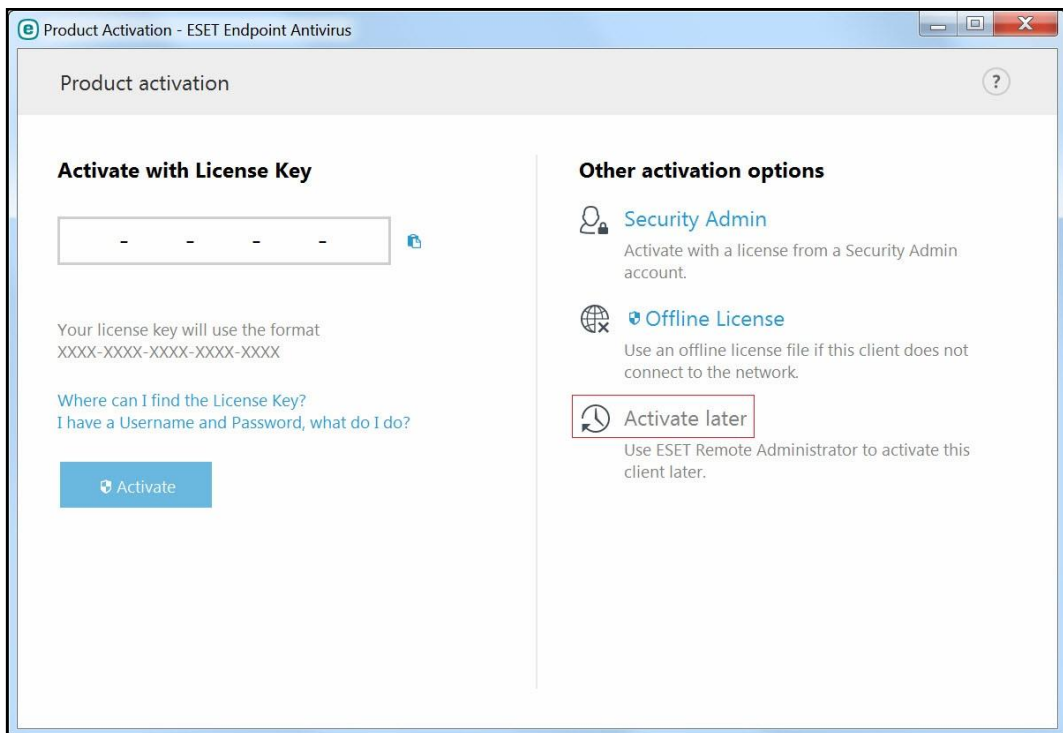 Product Activation - ESET Endpoint Antivirus
Product activation
?
Activate with License Key
- - - -
Your license key will use the format
XXXX-XXXX-XXXX-XXXX-XXXX
Where can I find the License Key?
I have a Username and Password, what do I do?
Activate
Other activation options
Security Admin
Activate with a license from a Security Admin
account.
Offline License
Use an offline license file if this client does not
connect to the network.
Activate later
Use ESET Remote Administrator to activate this
client later.